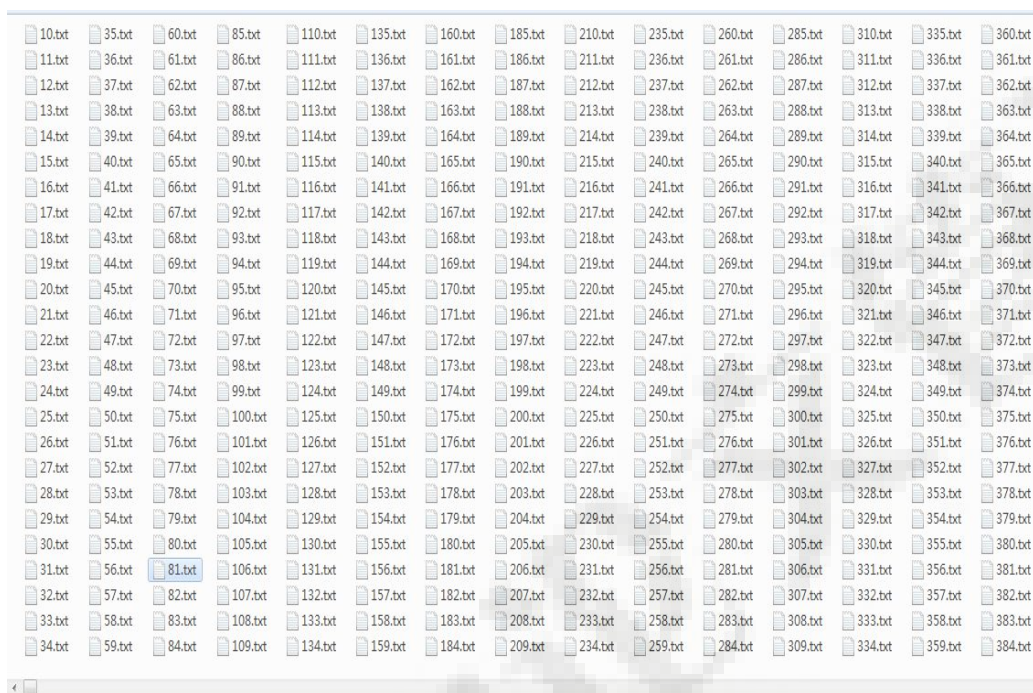 10.txt 35.txt 60.txt 85.txt 110.txt 135.txt 160.txt 185.txt 210.txt 235.txt 260.txt 285.txt 310.txt 335.txt 360.txt
11.txt 36.txt 61.txt 86.txt 111.txt 136.txt 161.txt 186.txt 211.txt 236.txt 261.txt 286.txt 311.txt 336.txt 361.txt
12.txt 37.txt 62.txt 87.txt 112.txt 137.txt 162.txt 187.txt 212.txt 237.txt 262.txt 287.txt 312.txt 337.txt 362.txt
13.txt 38.txt 63.txt 88.txt 113.txt 138.txt 163.txt 188.txt 213.txt 238.txt 263.txt 288.txt 313.txt 338.txt 363.txt
14.txt 39.txt 64.txt 89.txt 114.txt 139.txt 164.txt 189.txt 214.txt 239.txt 264.txt 289.txt 314.txt 339.txt 364.txt
15.txt 40.txt 65.txt 90.txt 115.txt 140.txt 165.txt 190.txt 215.txt 240.txt 265.txt 290.txt 315.txt 340.txt 365.txt
16.txt 41.txt 66.txt 91.txt 116.txt 141.txt 166.txt 191.txt 216.txt 241.txt 266.txt 291.txt 316.txt 341.txt 366.txt
17.txt 42.txt 67.txt 92.txt 117.txt 142.txt 167.txt 192.txt 217.txt 242.txt 267.txt 292.txt 317.txt 342.txt 367.txt
18.txt 43.txt 68.txt 93.txt 118.txt 143.txt 168.txt 193.txt 218.txt 243.txt 268.txt 293.txt 318.txt 343.txt 368.txt
19.txt 44.txt 69.txt 94.txt 119.txt 144.txt 169.txt 194.txt 219.txt 244.txt 269.txt 294.txt 319.txt 344.txt 369.txt
20.txt 45.txt 70.txt 95.txt 120.txt 145.txt 170.txt 195.txt 220.txt 245.txt 270.txt 295.txt 320.txt 345.txt 370.txt
21.txt 46.txt 71.txt 96.txt 121.txt 146.txt 171.txt 196.txt 221.txt 246.txt 271.txt 296.txt 321.txt 346.txt 371.txt
22.txt 47.txt 72.txt 97.txt 122.txt 147.txt 172.txt 197.txt 222.txt 247.txt 272.txt 297.txt 322.txt 347.txt 372.txt
23.txt 48.txt 73.txt 98.txt 123.txt 148.txt 173.txt 198.txt 223.txt 248.txt 273.txt 298.txt 323.txt 348.txt 373.txt
24.txt 49.txt 74.txt 99.txt 124.txt 149.txt 174.txt 199.txt 224.txt 249.txt 274.txt 299.txt 324.txt 349.txt 374.txt
25.txt 50.txt 75.txt 100.txt 125.txt 150.txt 175.txt 200.txt 225.txt 250.txt 275.txt 300.txt 325.txt 350.txt 375.txt
26.txt 51.txt 76.txt 101.txt 126.txt 151.txt 176.txt 201.txt 226.txt 251.txt 276.txt 301.txt 326.txt 351.txt 376.txt
27.txt 52.txt 77.txt 102.txt 127.txt 152.txt 177.txt 202.txt 227.txt 252.txt 277.txt 302.txt 327.txt 352.txt 377.txt
28.txt 53.txt 78.txt 103.txt 128.txt 153.txt 178.txt 203.txt 228.txt 253.txt 278.txt 303.txt 328.txt 353.txt 378.txt
29.txt 54.txt 79.txt 104.txt 129.txt 154.txt 179.txt 204.txt 229.txt 254.txt 279.txt 304.txt 329.txt 354.txt 379.txt
30.txt 55.txt 80.txt 105.txt 130.txt 155.txt 180.txt 205.txt 230.txt 255.txt 280.txt 305.txt 330.txt 355.txt 380.txt
31.txt 56.txt 81.txt 106.txt 131.txt 156.txt 181.txt 206.txt 231.txt 256.txt 281.txt 306.txt 331.txt 356.txt 381.txt
32.txt 57.txt 82.txt 107.txt 132.txt 157.txt 182.txt 207.txt 232.txt 257.txt 282.txt 307.txt 332.txt 357.txt 382.txt
33.txt 58.txt 83.txt 108.txt 133.txt 158.txt 183.txt 208.txt 233.txt 258.txt 283.txt 308.txt 333.txt 358.txt 383.txt
34.txt 59.txt 84.txt 109.txt 134.txt 159.txt 184.txt 209.txt 234.txt 259.txt 284.txt 309.txt 334.txt 359.txt 384.txt